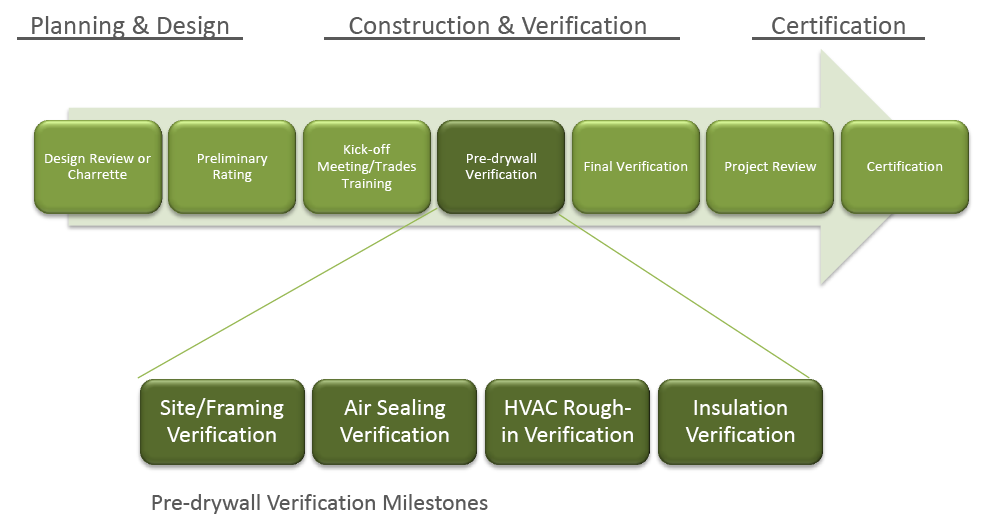 Planning & Design
Construction & Verification
Certification
Design Review or
Charrette
Preliminary
Rating
Kick-off
Meeting/Trades
Training
Pre-drywall
Verification
Final Verification
Project Review
Certification
Site/Framing
Verification
Air Sealing
Verification
HVAC Rough-
in Verification
Insulation
Verification
Pre-drywall Verification Milestones